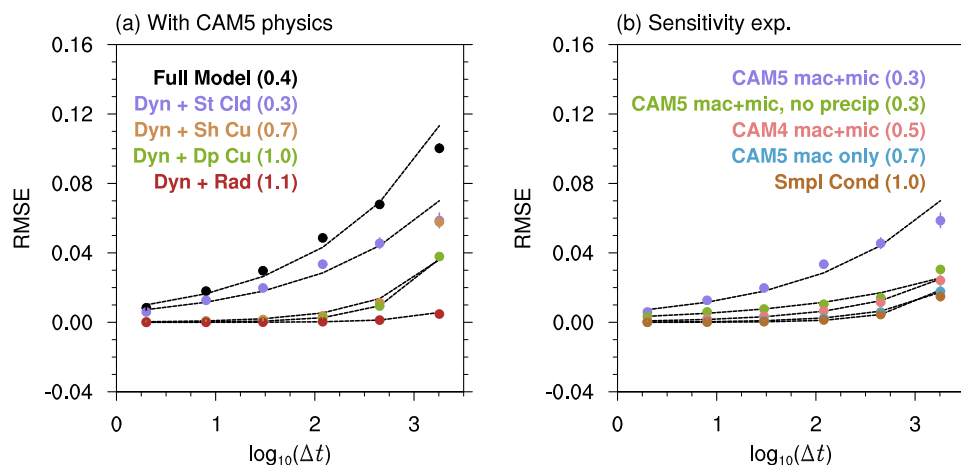 (a) With CAM5 physics
0.16
0.12
0.08
0.04
0.00
-0.04
RMSE
Full Model (0.4)
Dyn + St Cld (0.3)
Dyn + Sh Cu (0.7)
Dyn + Dp Cu (1.0)
Dyn + Rad (1.1)
0 1 2 3
log₁₀(Δt)
(b) Sensitivity exp.
0.16
0.12
0.08
0.04
0.00
-0.04
RMSE
CAM5 mac+mic (0.3)
CAM5 mac+mic, no precip (0.3)
CAM4 mac+mic (0.5)
CAM5 mac only (0.7)
Smpl Cond (1.0)
0 1 2 3
log₁₀(Δt)